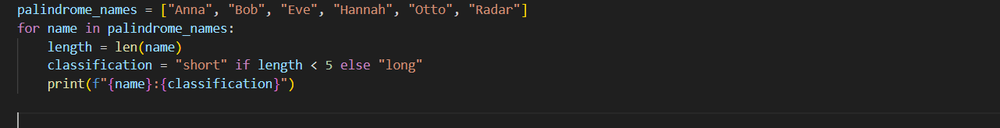 palindrome_names = ["Anna", "Bob", "Eve", "Hannah", "Otto", "Radar"]
for name in palindrome_names:
    length = len(name)
    classification = "short" if length < 5 else "long"
    print(f"{name}:{classification}")